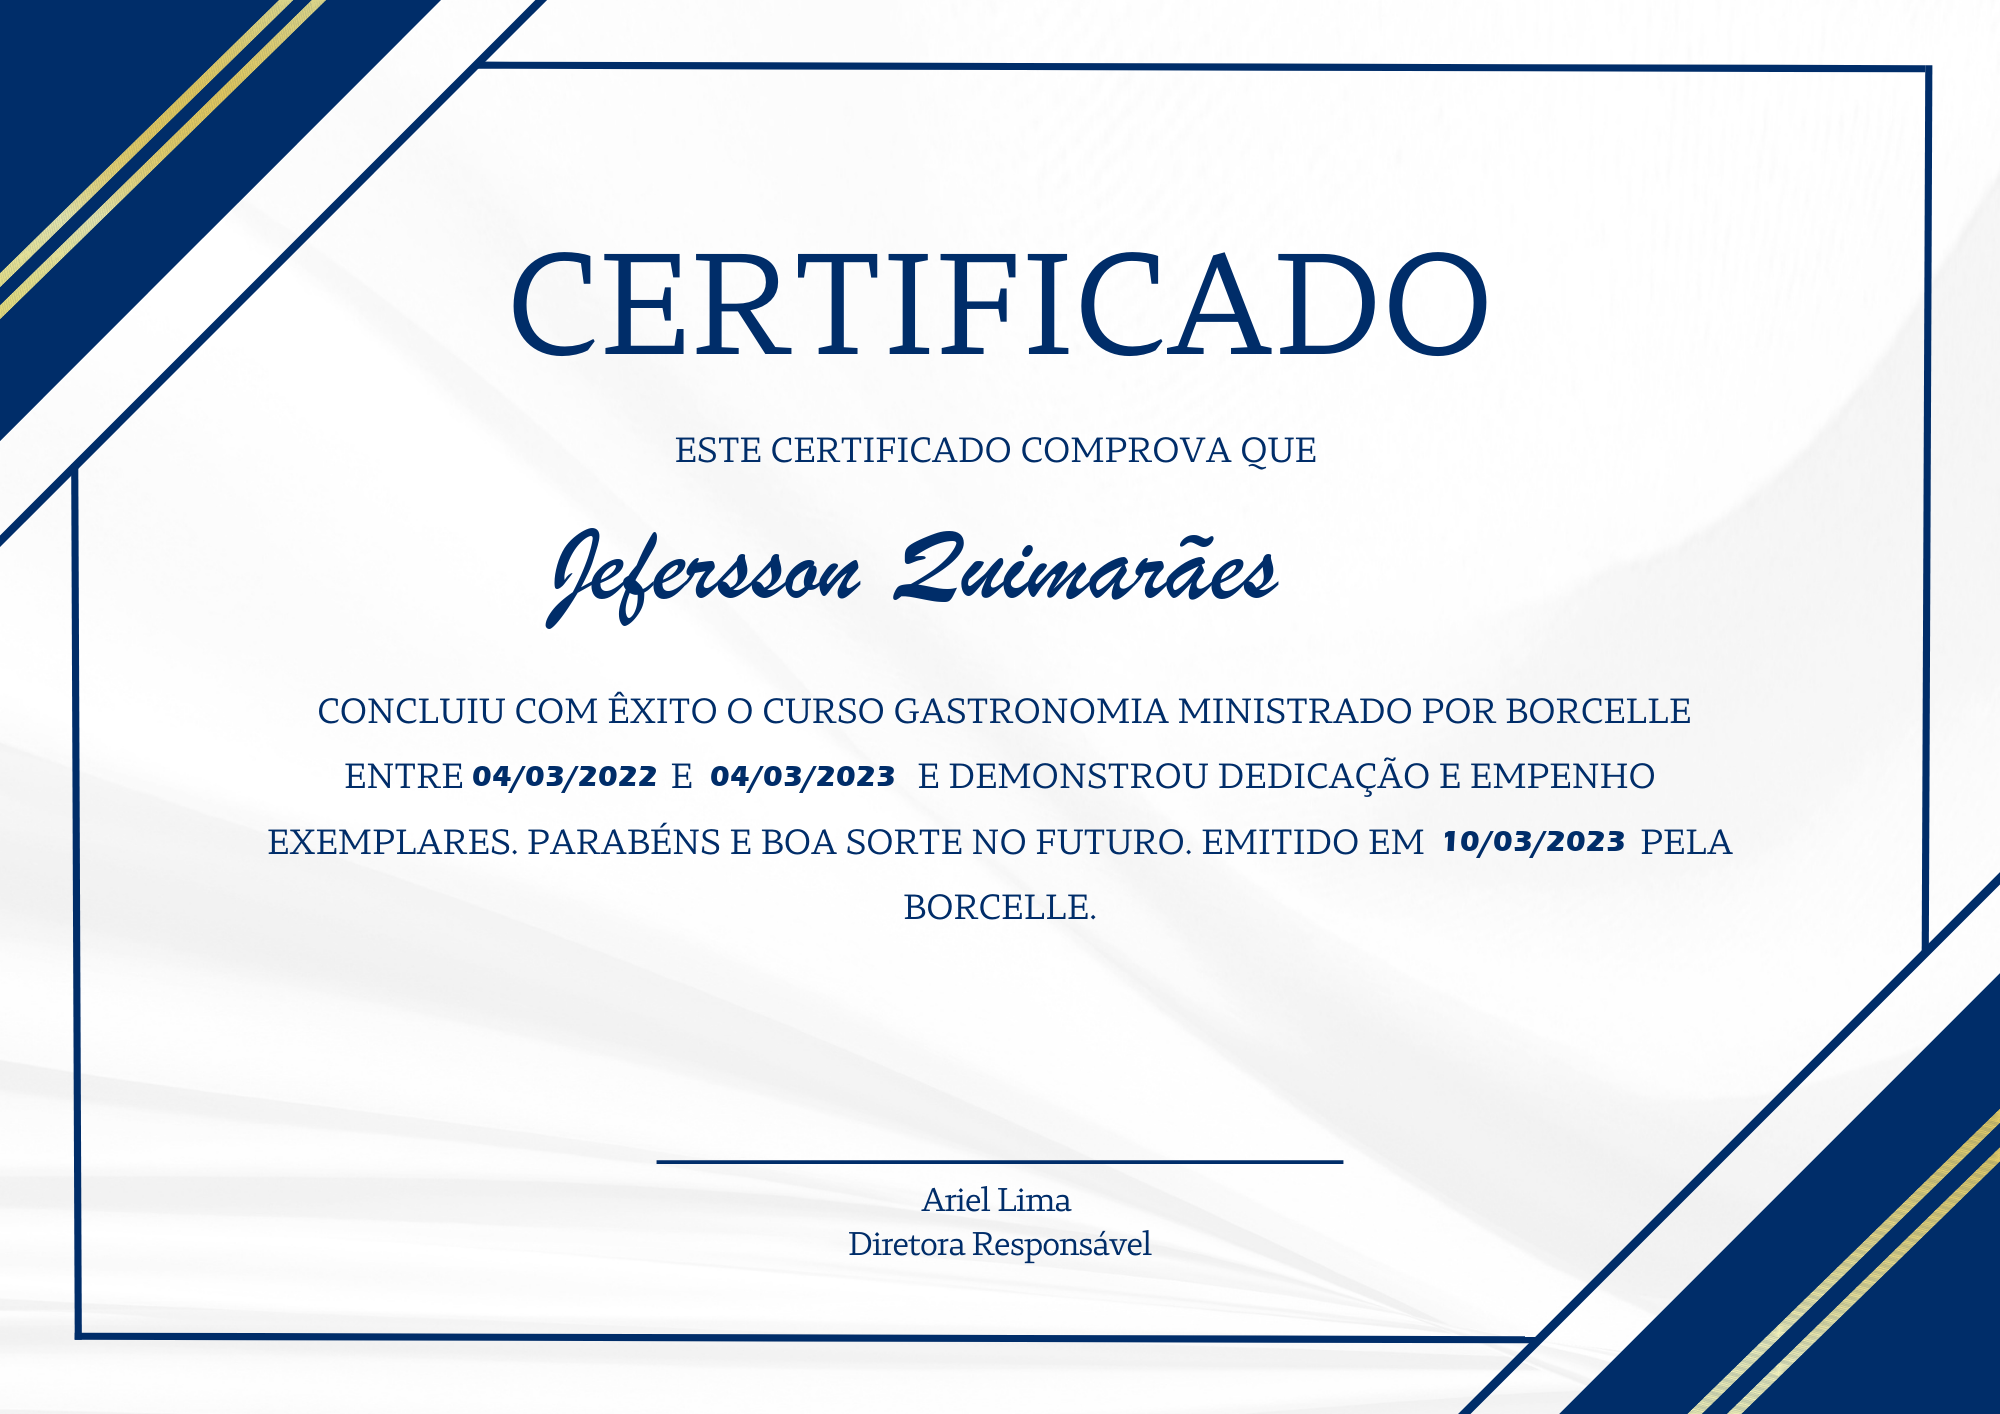 CERTIFICADO
ESTE CERTIFICADO COMPROVA QUE
Jefersson Quimarães
CONCLUIU COM ÊXITO O CURSO GASTRONOMIA MINISTRADO POR BORCELLE
ENTRE 04/03/2022 E 04/03/2023 E DEMONSTROU DEDICAÇÃO E EMPENHO
EXEMPLARES. PARABÉNS E BOA SORTE NO FUTURO. EMITIDO EM 10/03/2023 PELA
BORCELLE.
Ariel Lima
Diretora Responsável